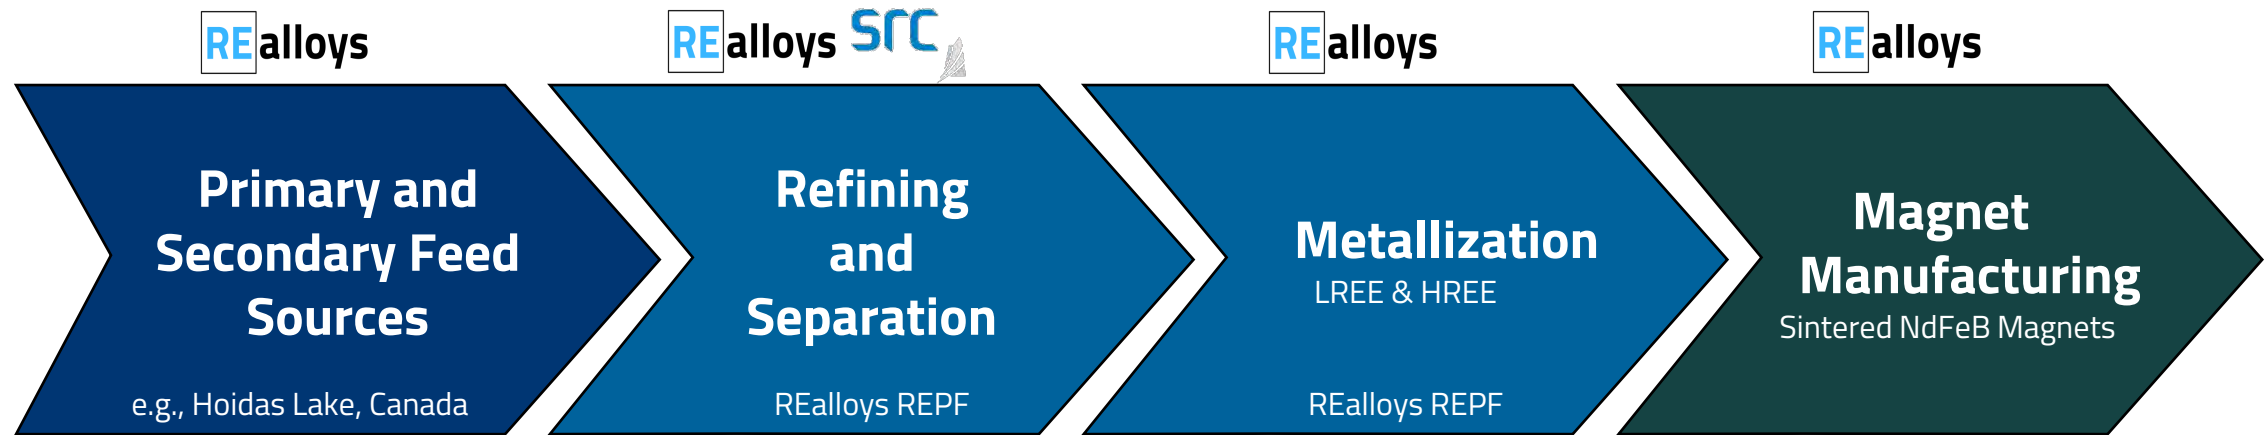 REalloys
Primary and
Secondary Feed
Sources
e.g., Hoidas Lake, Canada
REalloys src
Refining
and
Separation
REalloys REPF
REalloys
Metallization
LREE & HREE
REalloys REPF
REalloys
Magnet
Manufacturing
Sintered NdFeB Magnets